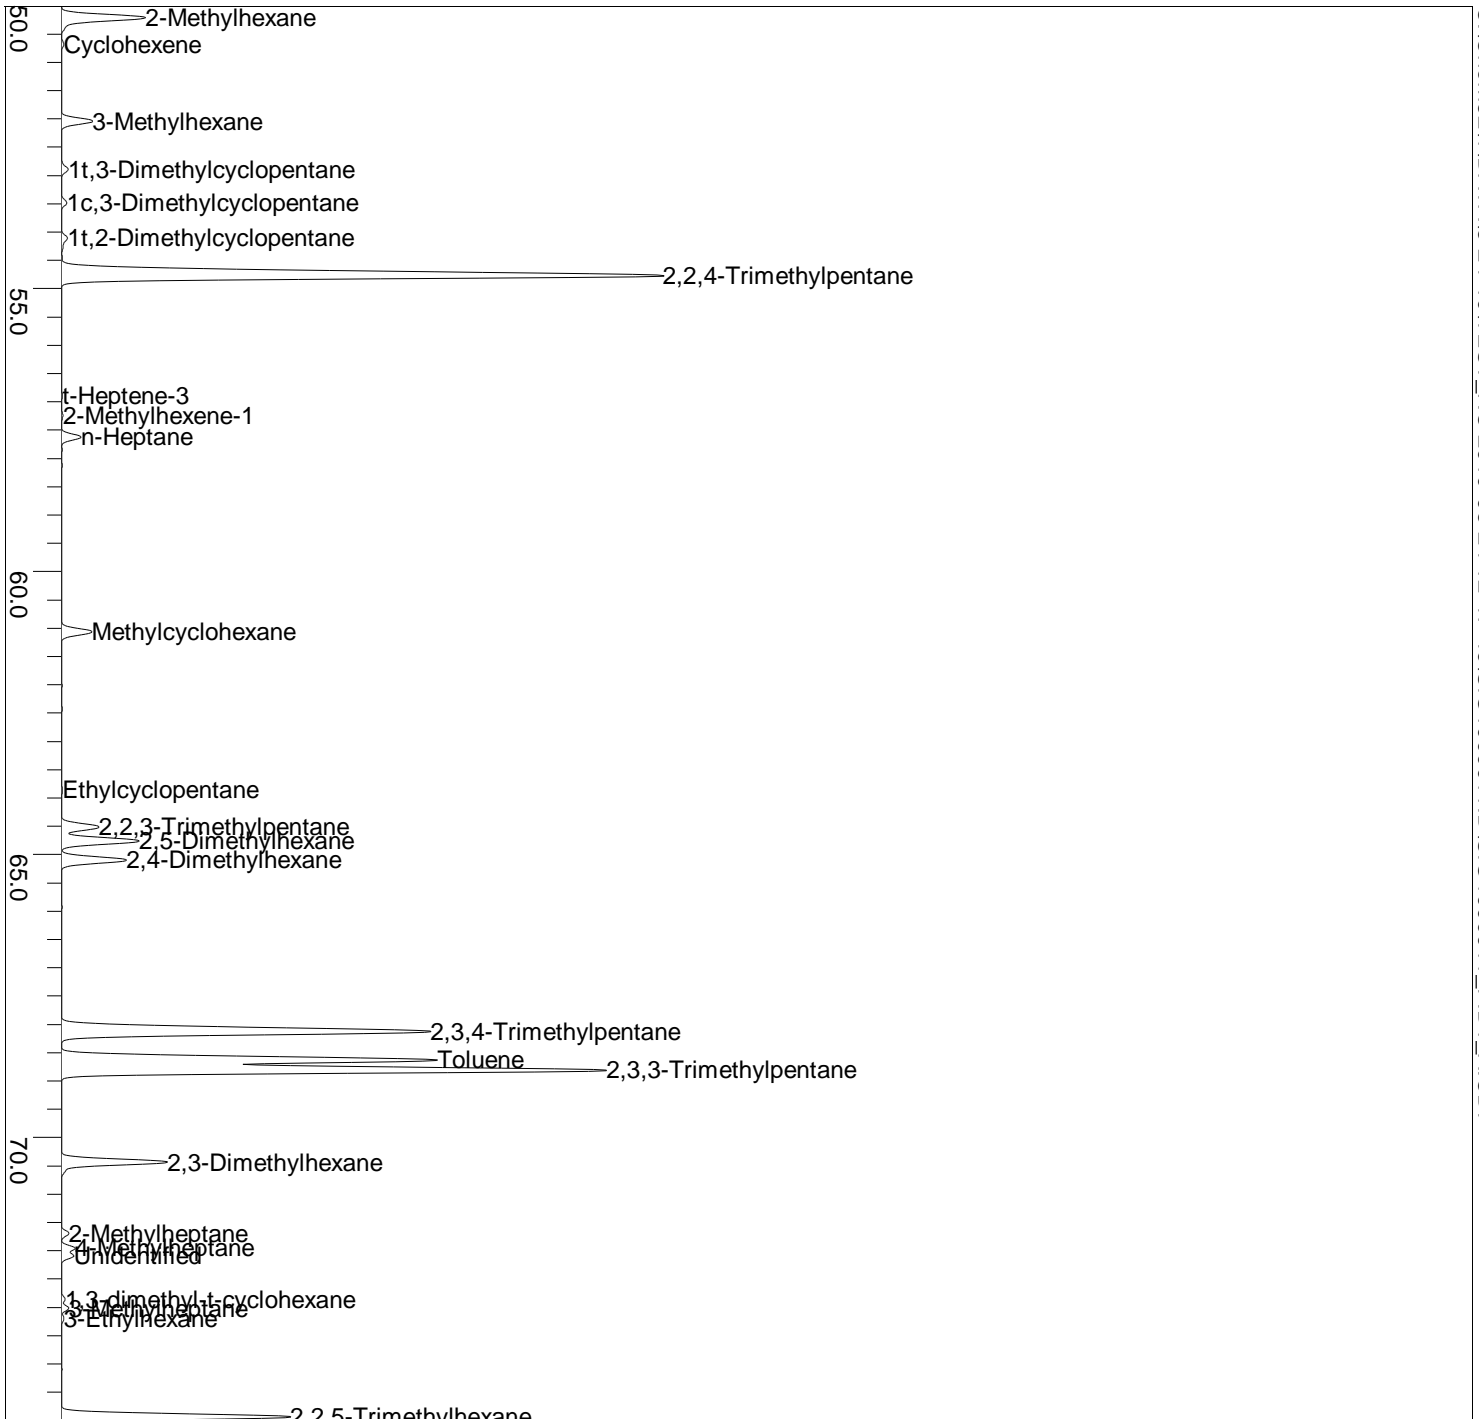 50.0
2-Methylhexane
Cyclohexene
3-Methylhexane
1t,3-Dimethylcyclopentane
1c,3-Dimethylcyclopentane
1t,2-Dimethylcyclopentane
2,2,4-Trimethylpentane
55.0
t-Heptene-3
2-Methylhexene-1
n-Heptane
60.0
Methylcyclohexane
Ethylcyclopentane
2,2,3-Trimethylpentane
2,5-Dimethylhexane
65.0
2,4-Dimethylhexane
2,3,4-Trimethylpentane
Toluene
2,3,3-Trimethylpentane
70.0
2,3-Dimethylhexane
2-Methylheptane
4-Methylheptane
Unidentified
1,3-dimethyl-t-cyclohexane
3-Methylheptane
3-Ethylhexane
2,2,5-Trimethylhexane